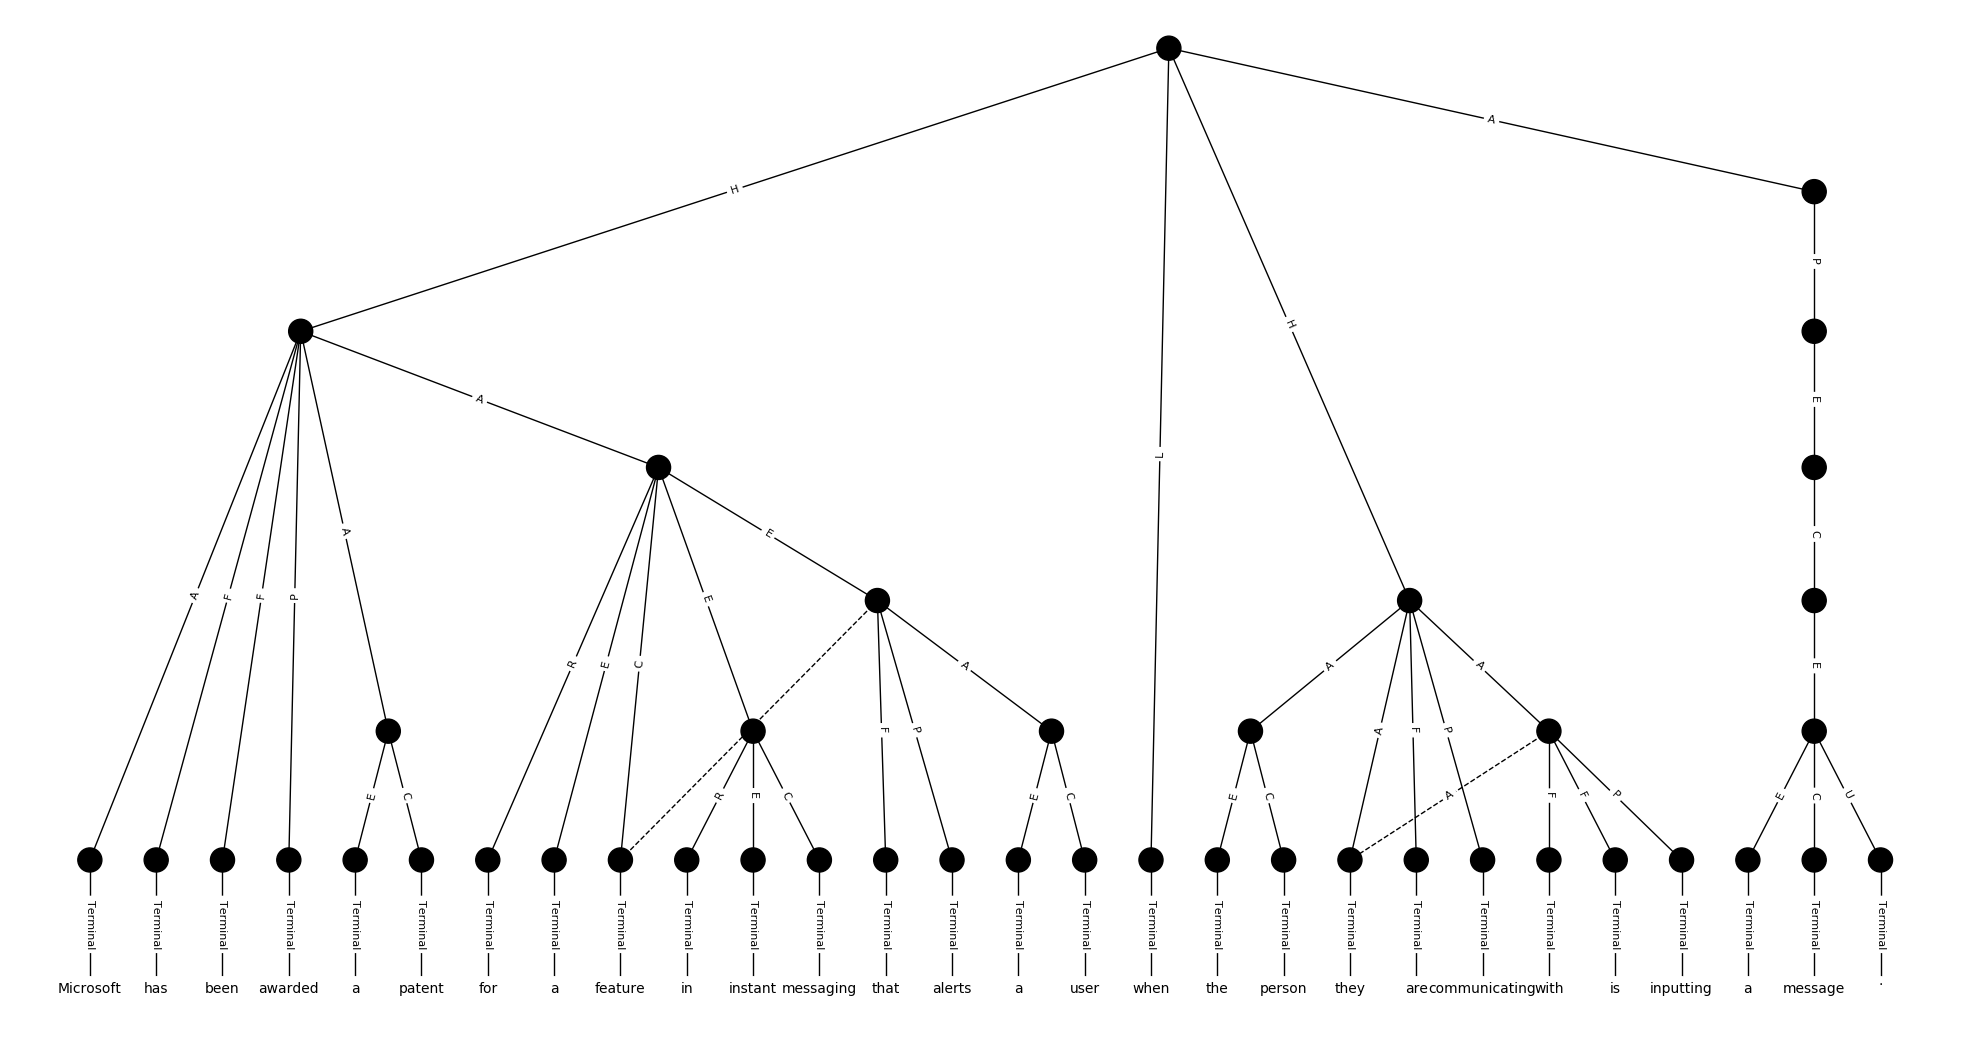 H A
P
H
A E
L
A C
E
A F F P A R E C E A A F P A
F P A E
E C R E C E C E C A F F P E C U
Terminal Terminal Terminal Terminal Terminal Terminal Terminal Terminal Terminal Terminal Terminal Terminal Terminal Terminal Terminal Terminal Terminal Terminal Terminal Terminal Terminal Terminal Terminal Terminal Terminal Terminal Terminal Terminal
Microsoft has been awarded a patent for a feature in instant messaging that alerts a user when the person they are communicating with is inputting a message .